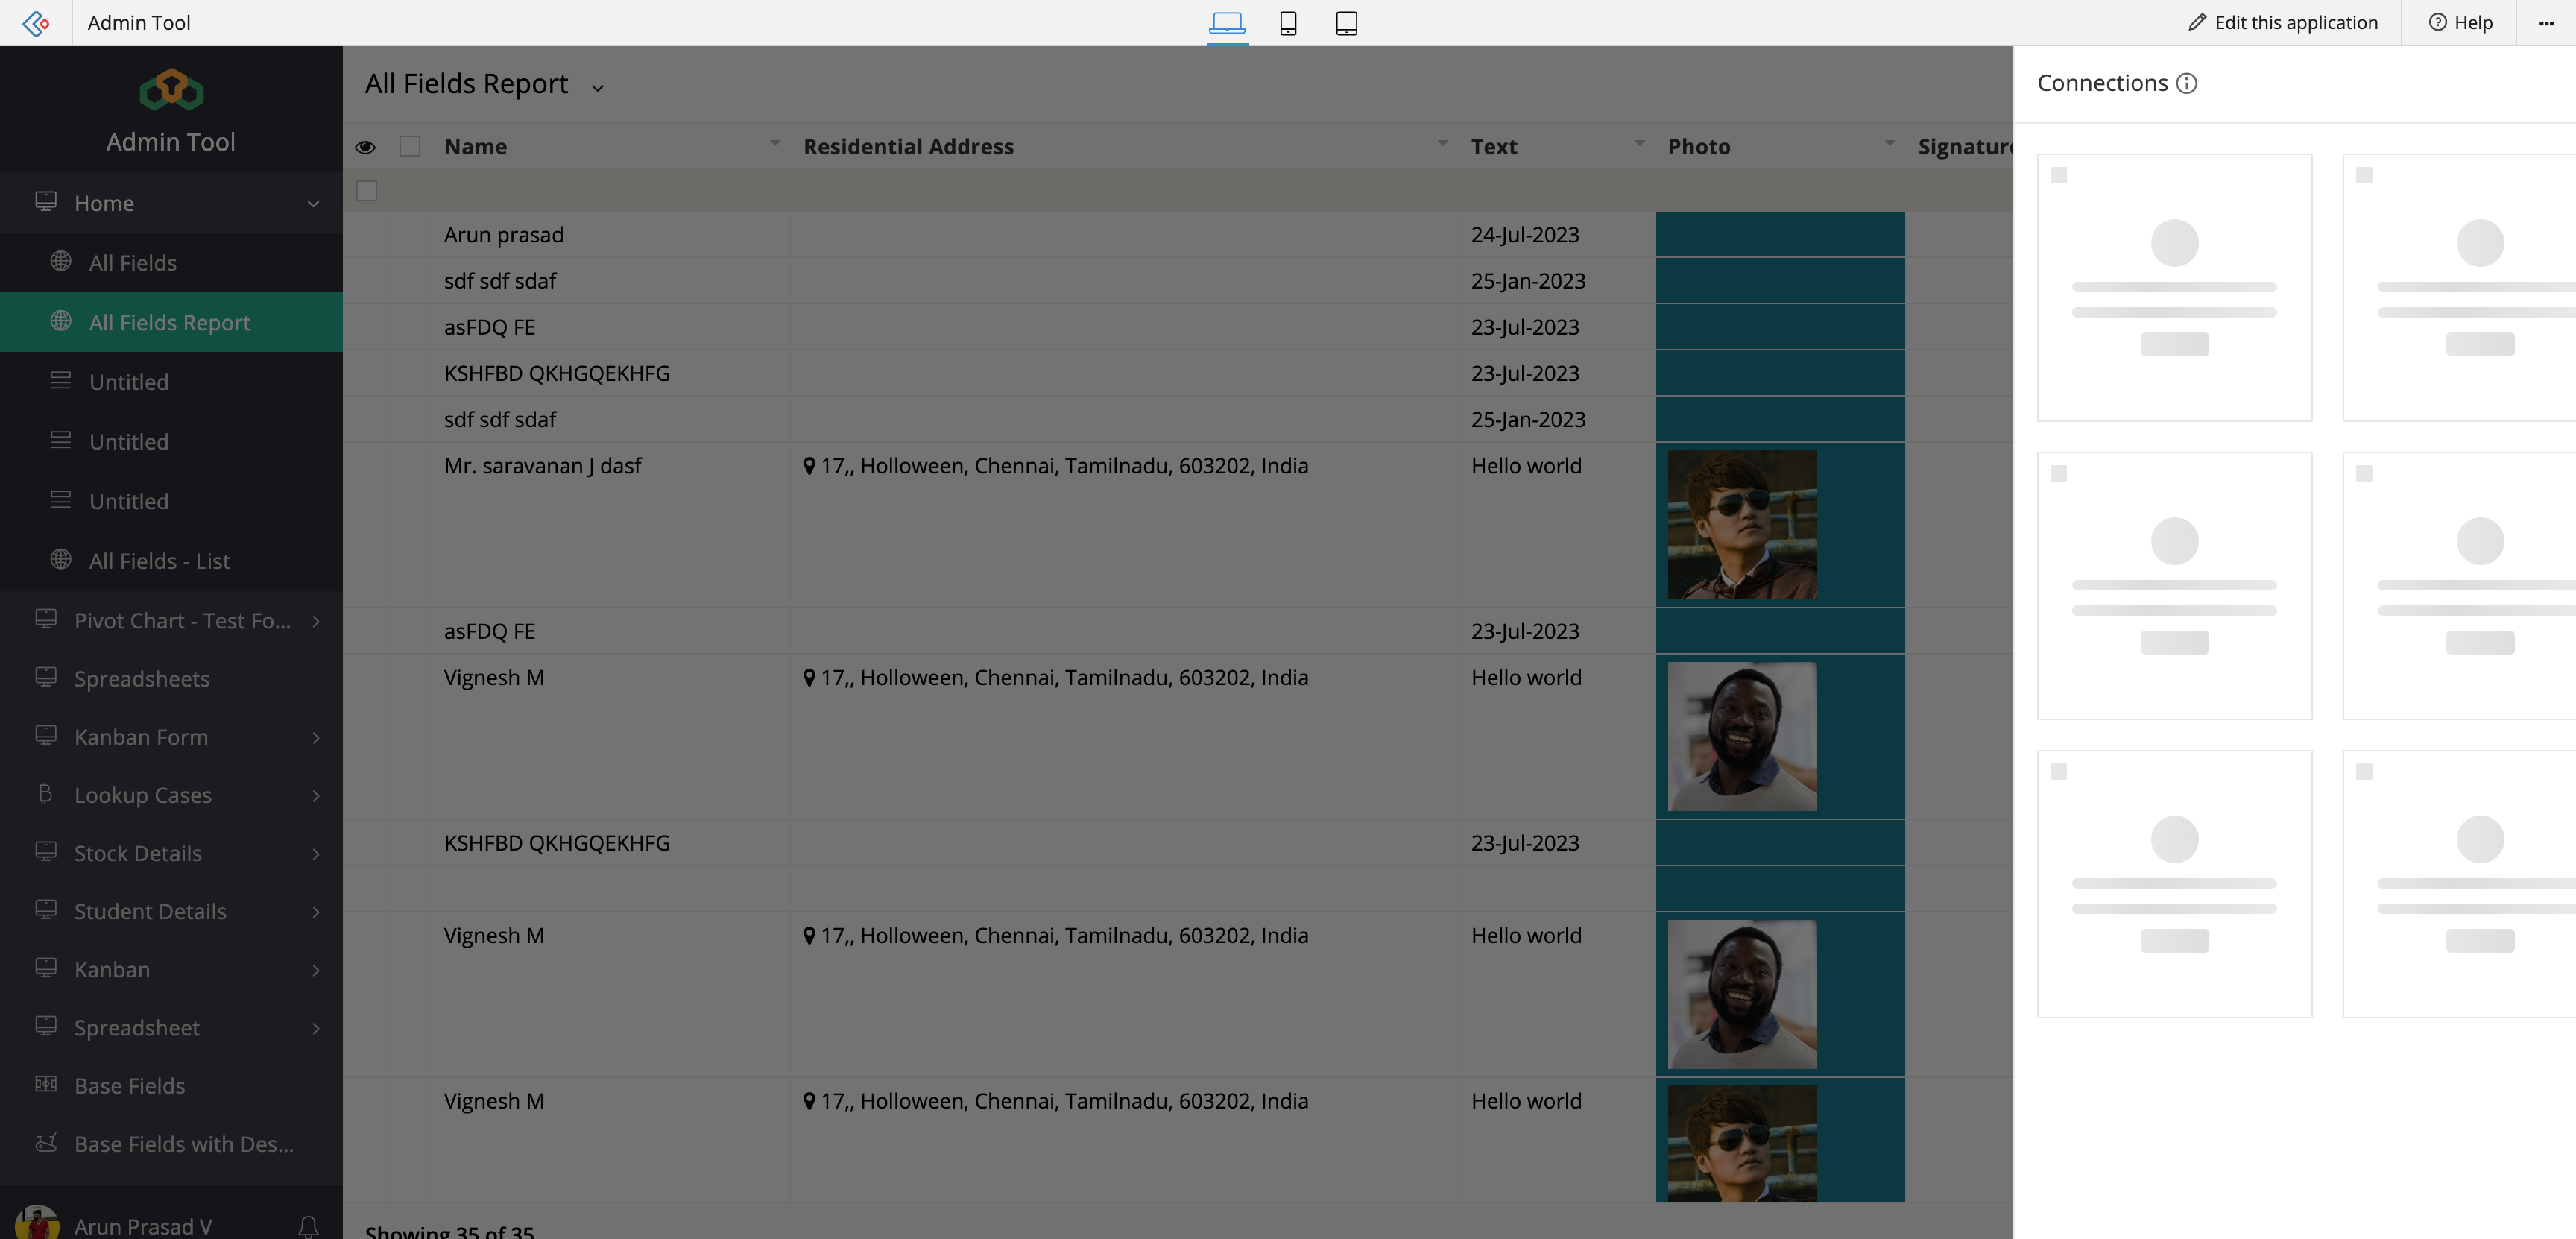 Admin Tool
Edit this application
Help
Admin Tool
Home
All Fields
All Fields Report
Untitled
Untitled
Untitled
All Fields - List
Pivot Chart - Test Fo...
Spreadsheets
Kanban Form
Lookup Cases
Stock Details
Student Details
Kanban
Spreadsheet
Base Fields
Base Fields with Des...
Arun Prasad V
All Fields Report
Name Residential Address Text Photo Signature
Arun prasad 24-Jul-2023
sdf sdf sdaf 25-Jan-2023
asFDQ FE 23-Jul-2023
KSHFBD QKHGQEKHFG 23-Jul-2023
sdf sdf sdaf 25-Jan-2023
Mr. saravanan J dasf 17,, Holloween, Chennai, Tamilnadu, 603202, India Hello world
asFDQ FE 23-Jul-2023
Vignesh M 17,, Holloween, Chennai, Tamilnadu, 603202, India Hello world
KSHFBD QKHGQEKHFG 23-Jul-2023
Vignesh M 17,, Holloween, Chennai, Tamilnadu, 603202, India Hello world
Vignesh M 17,, Holloween, Chennai, Tamilnadu, 603202, India Hello world
Showing 35 of 35
Connections